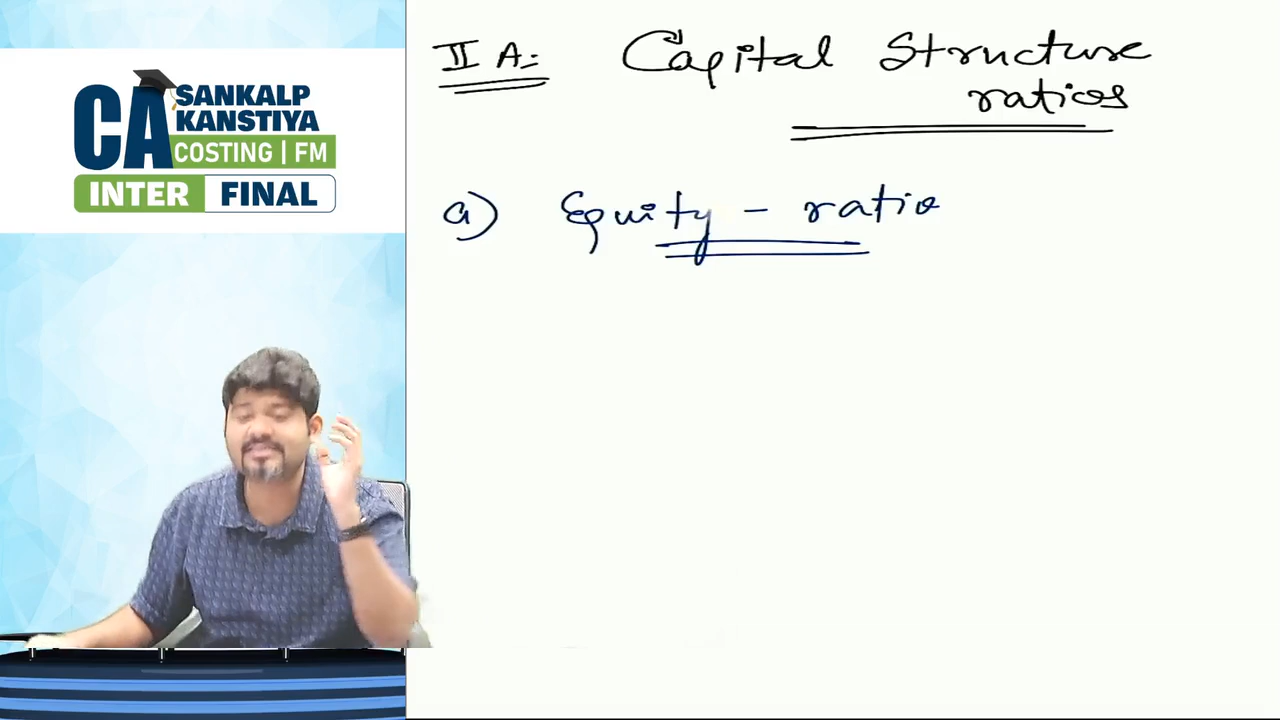 CA SANKALP
KANSTIYA
COSTING | FM
INTER FINAL
II A:- Capital Structure
ratios
a) Equity - ratio